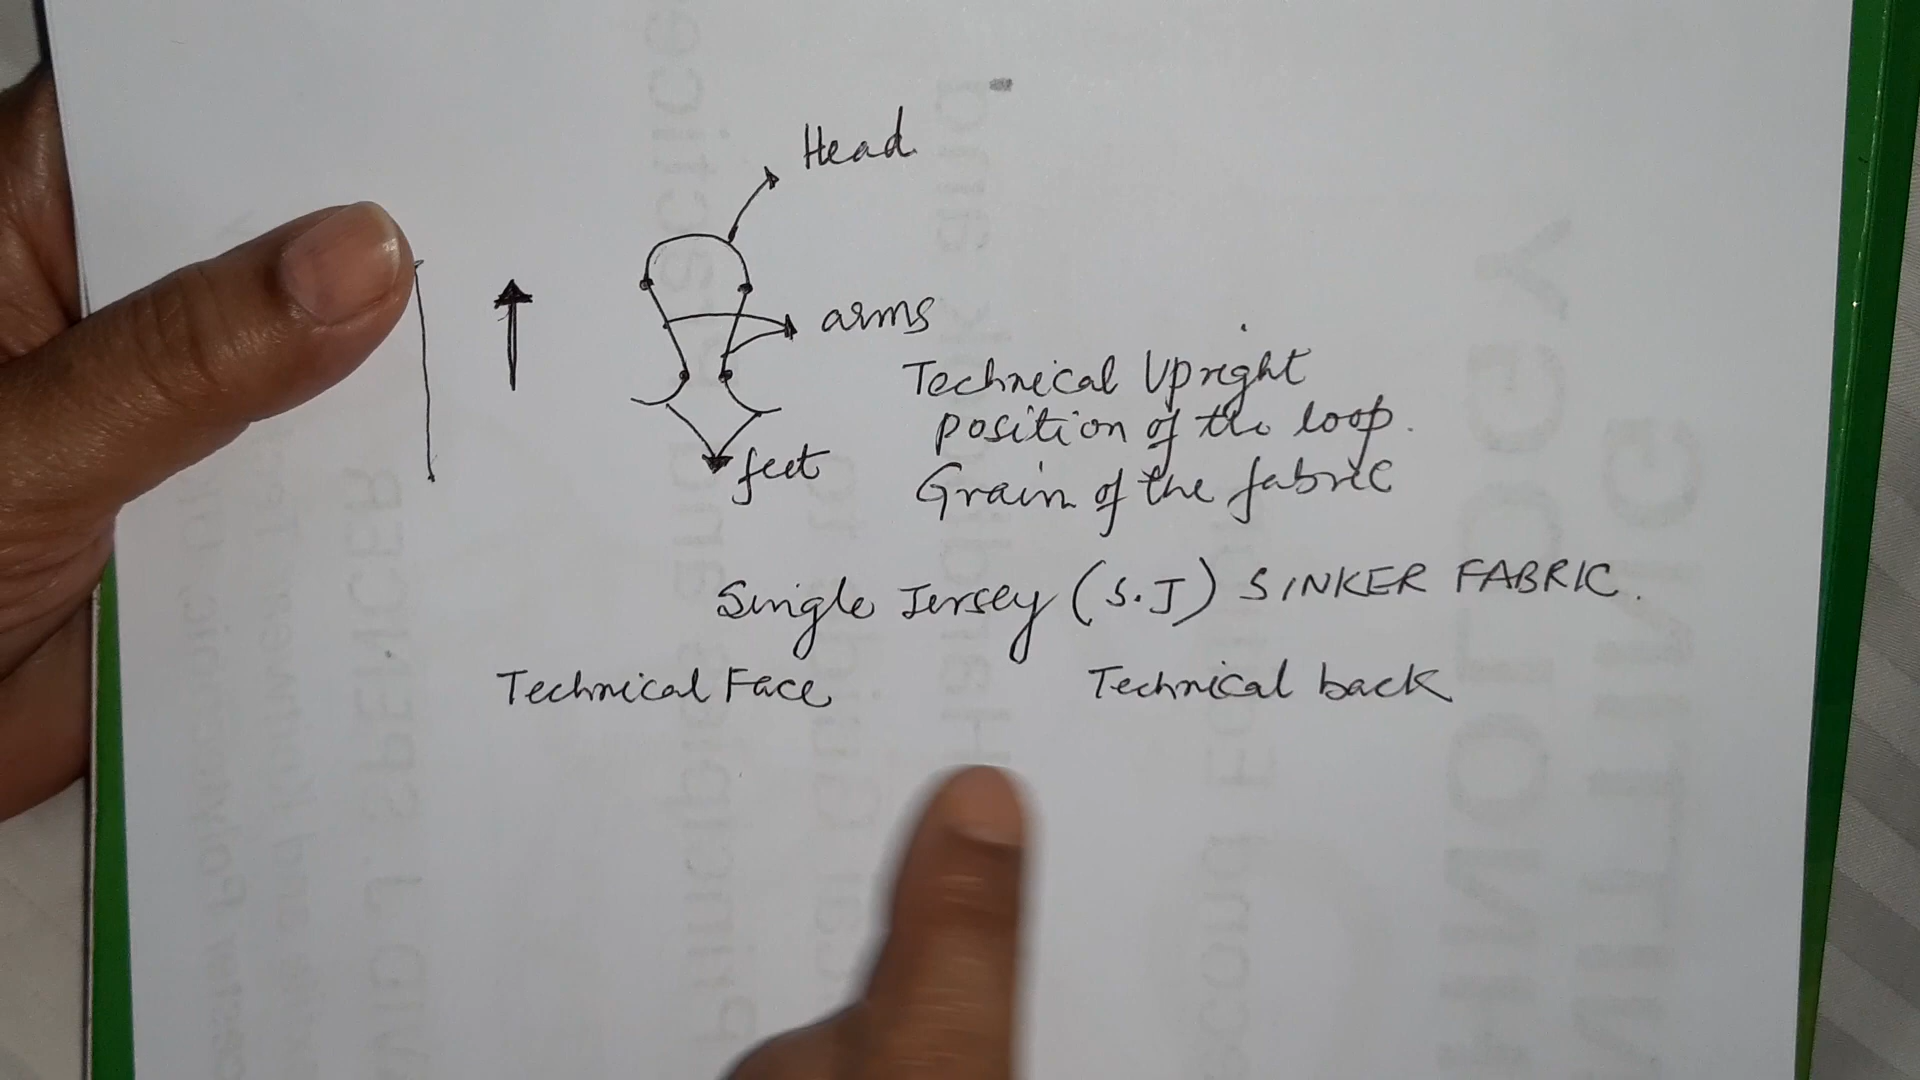 Head
arms
Technical Upright
position of the loop.
feet
Grain of the fabric
Single Jersey (S.J) SINKER FABRIC.
Technical Face
Technical back